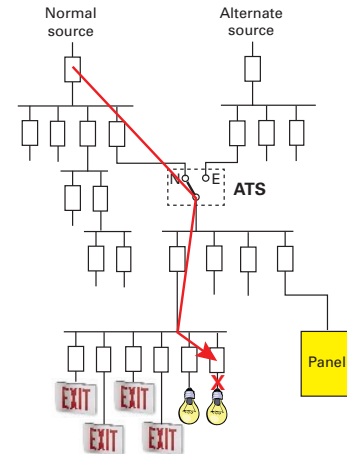 Normal
source
Alternate
source
N
E
ATS
Panel
X
EXIT
EXIT
EXIT
EXIT